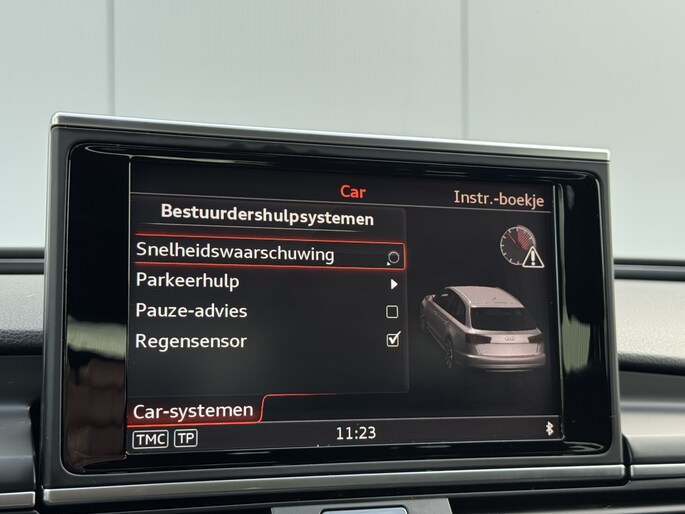 Car
Instr.-boekje
Bestuurdershulpsystemen
Snelheidswaarschuwing
Parkeerhulp
Pauze-advies
Regensensor
Car-systemen
TMC TP 11:23